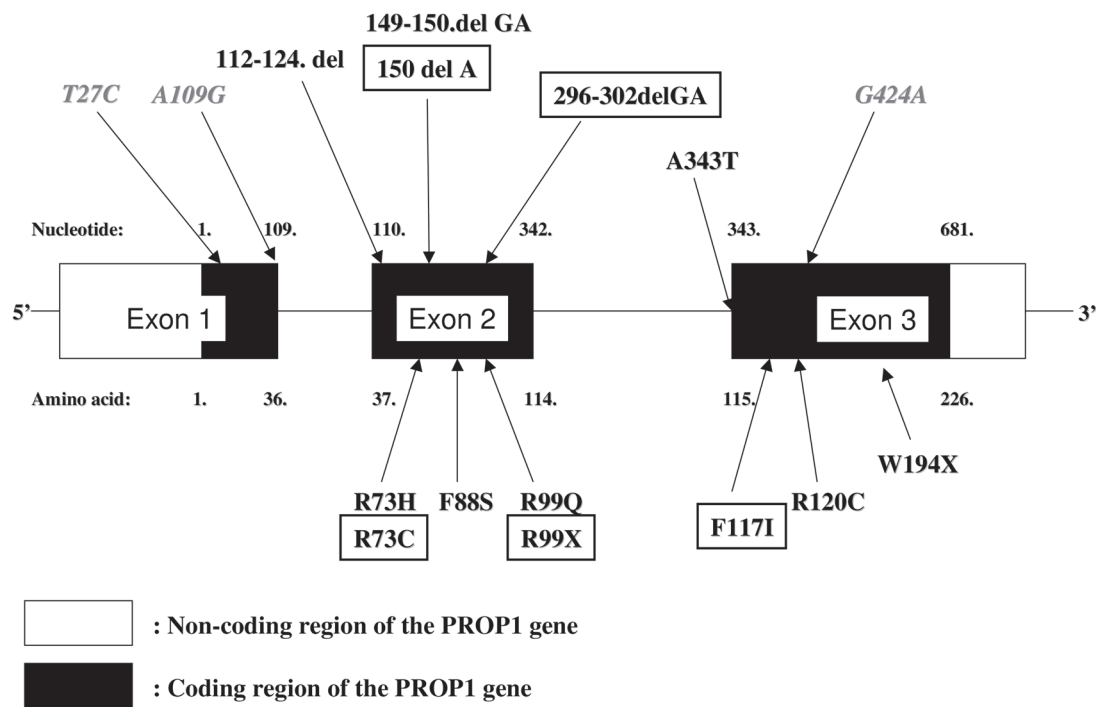 149-150.del GA
112-124. del
150 del A
T27C A109G
296-302delGA
G424A
A343T
Nucleotide: 1. 109. 110. 342. 343. 681.
5’ Exon 1 Exon 2 Exon 3 3’
Amino acid: 1. 36. 37. 114. 115. 226.
W194X
R73H F88S R99Q R120C
R73C R99X F117I
: Non-coding region of the PROP1 gene
: Coding region of the PROP1 gene